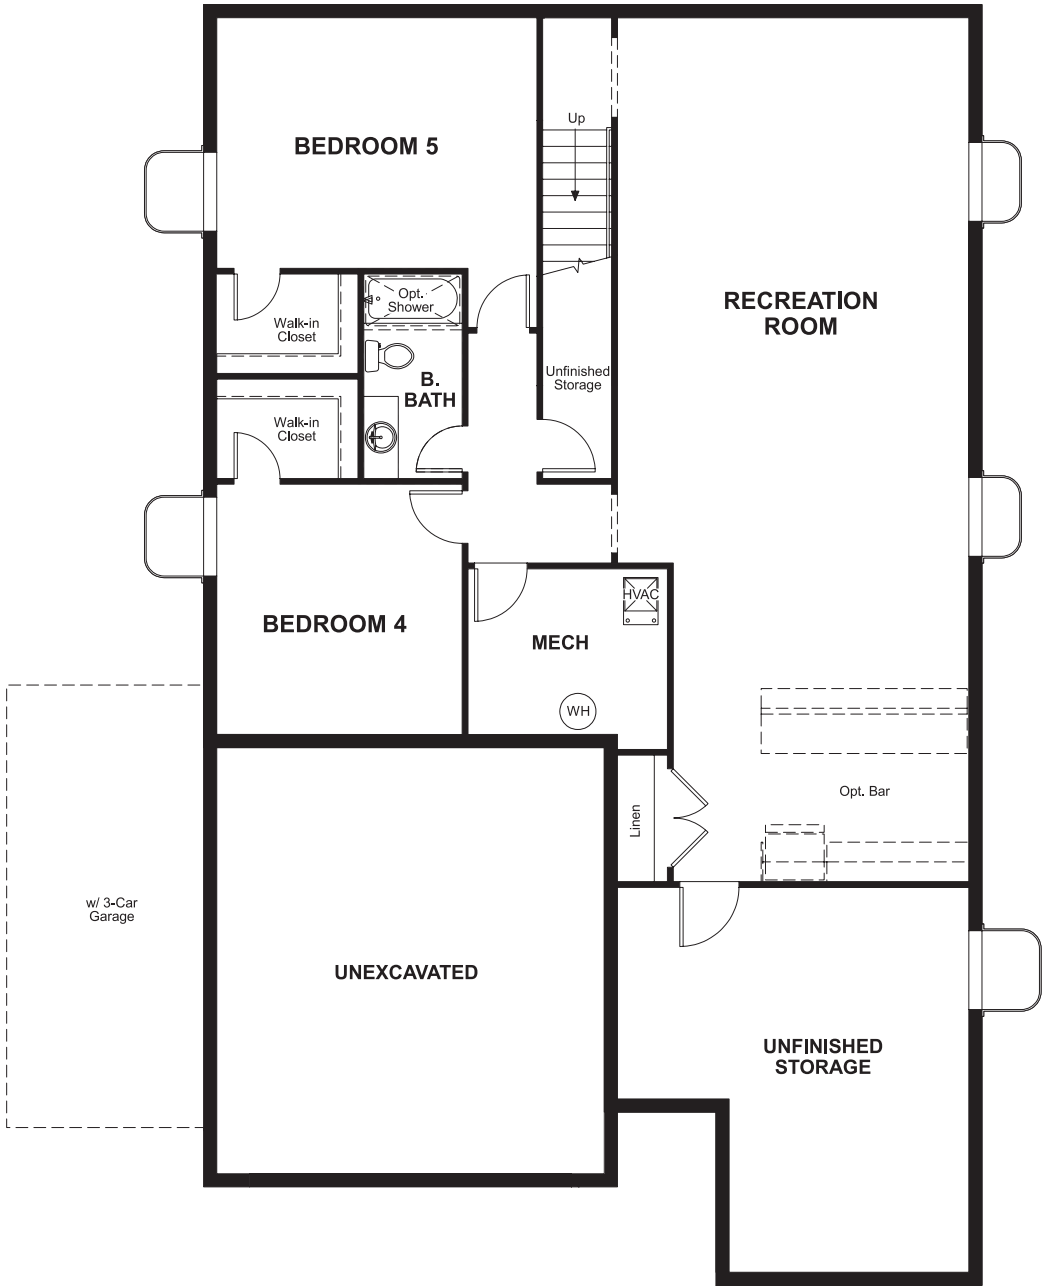 Up
BEDROOM 5
Opt.
Shower
RECREATION
ROOM
Walk-in
Closet
Unfinished
Storage
B.
BATH
Walk-in
Closet
HVAC
BEDROOM 4
MECH
WH
Opt. Bar
Linen
w/ 3-Car
Garage
UNEXCAVATED
UNFINISHED
STORAGE